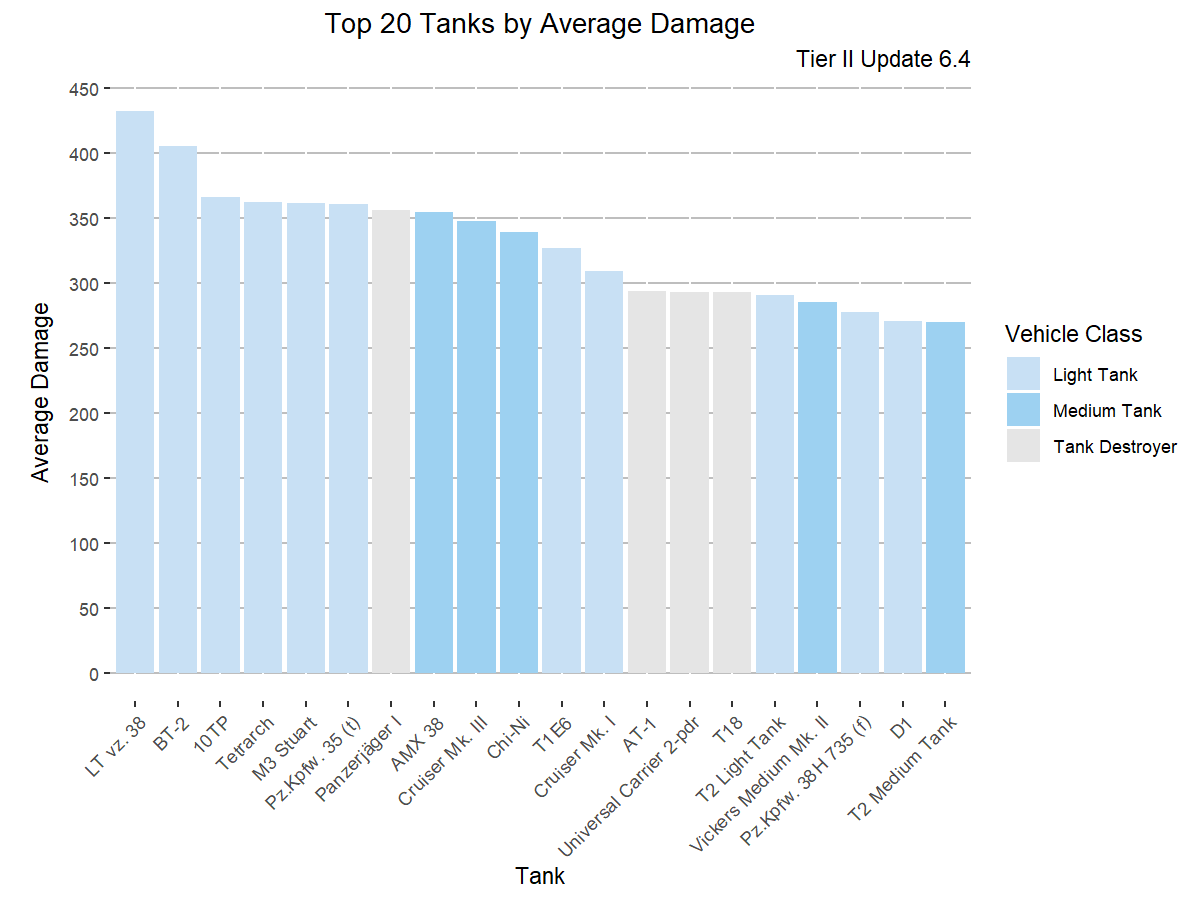 Top 20 Tanks by Average Damage
Tier II Update 6.4
Average Damage
450
400
350
300
250
200
150
100
50
0
LT vz. 38
BT-2
10TP
Tetrarch
M3 Stuart
Pz.Kpfw. 35 (t)
Panzerjäger I
AMX 38
Cruiser Mk. III
Chi-Ni
T1E6
Cruiser Mk. I
AT-1
Universal Carrier 2-pdr
T18
T2 Light Tank
Vickers Medium Mk. II
Pz.Kpfw. 38 H 735 (f)
D1
T2 Medium Tank
Tank
Vehicle Class
Light Tank
Medium Tank
Tank Destroyer